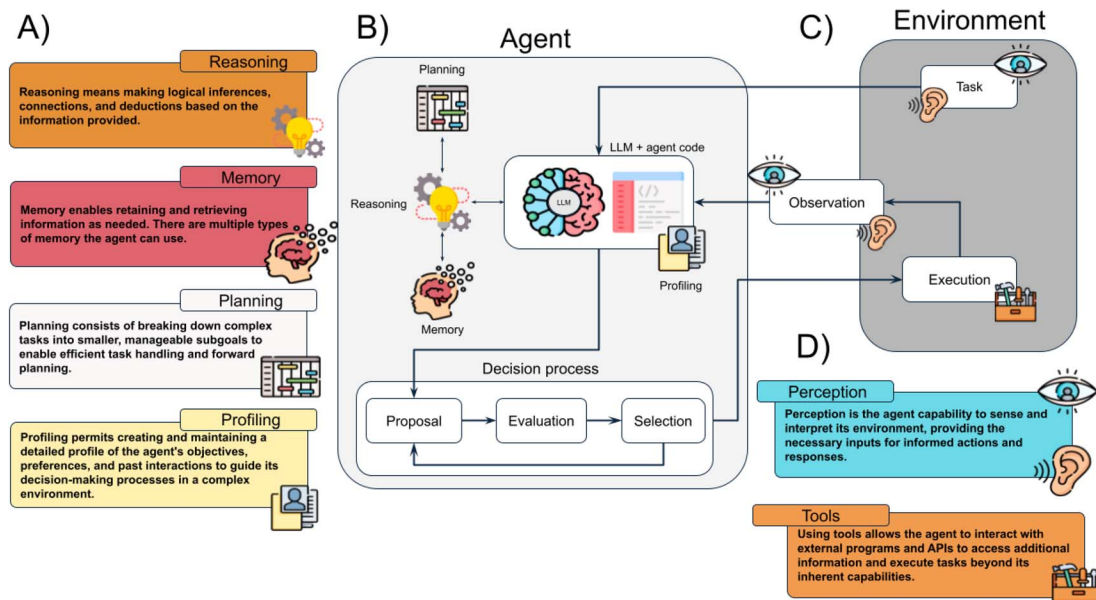 A)
Reasoning
Reasoning means making logical inferences,
connections, and deductions based on the
information provided.
Memory
Memory enables retaining and retrieving
information as needed. There are multiple types
of memory the agent can use.
Planning
Planning consists of breaking down complex
tasks into smaller, manageable subgoals to
enable efficient task handling and forward
planning.
Profiling
Profiling permits creating and maintaining a
detailed profile of the agent's objectives,
preferences, and past interactions to guide its
decision-making processes in a complex
environment.
B)
Agent
Planning
LLM + agent code
LLM
</>
Reasoning
Profiling
Memory
Decision process
Proposal
Evaluation
Selection
C)
Environment
Task
Observation
Execution
D)
Perception
Perception is the agent capability to sense and
interpret its environment, providing the
necessary inputs for informed actions and
responses.
Tools
Using tools allows the agent to interact with
external programs and APIs to access additional
information and execute tasks beyond its
inherent capabilities.